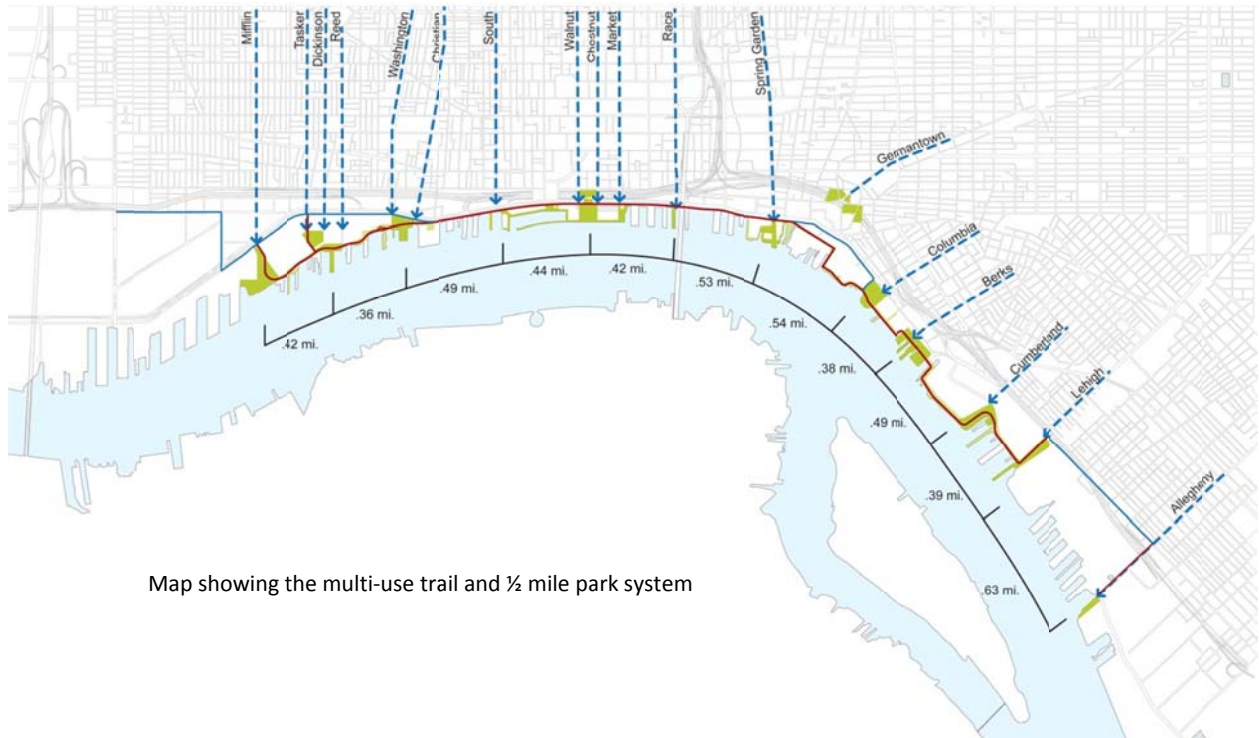 Mifflin
Tasker
Dickinson
Reed
Washington
Christian
South
Walnut
Chestnut
Market
Race
Spring Garden
Germantown
Columbia
Berks
Cumberland
Lehigh
Allegheny
.42 mi.
.36 mi.
.49 mi.
.44 mi.
.42 mi.
.53 mi.
.54 mi.
.38 mi.
.49 mi.
.39 mi.
.63 mi.
Map showing the multi-use trail and ½ mile park system